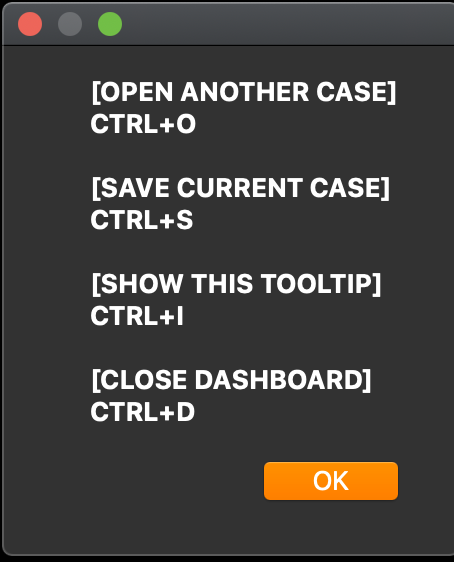 [OPEN ANOTHER CASE]
CTRL+O
[SAVE CURRENT CASE]
CTRL+S
[SHOW THIS TOOLTIP]
CTRL+I
[CLOSE DASHBOARD]
CTRL+D
OK